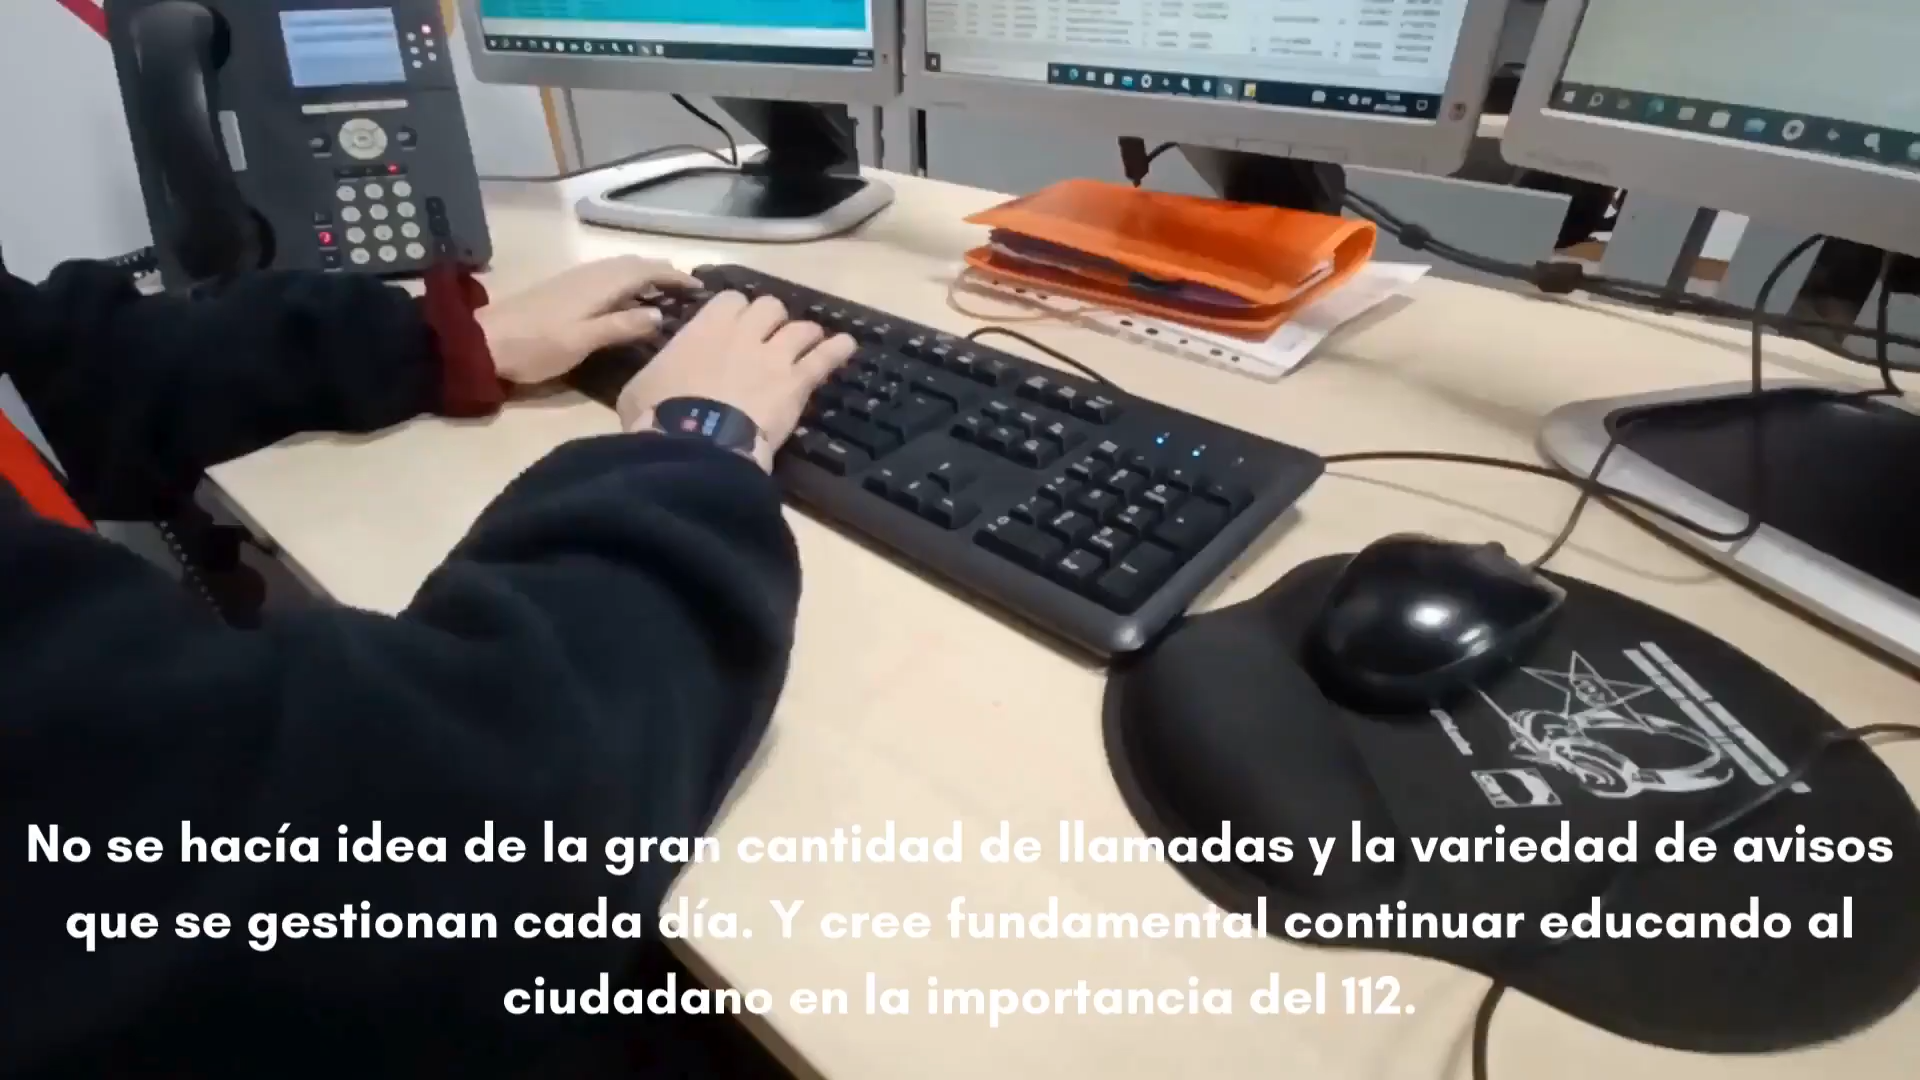 No se hacía idea de la gran cantidad de llamadas y la variedad de avisos
que se gestionan cada día. Y cree fundamental continuar educando al
ciudadano en la importancia del 112.